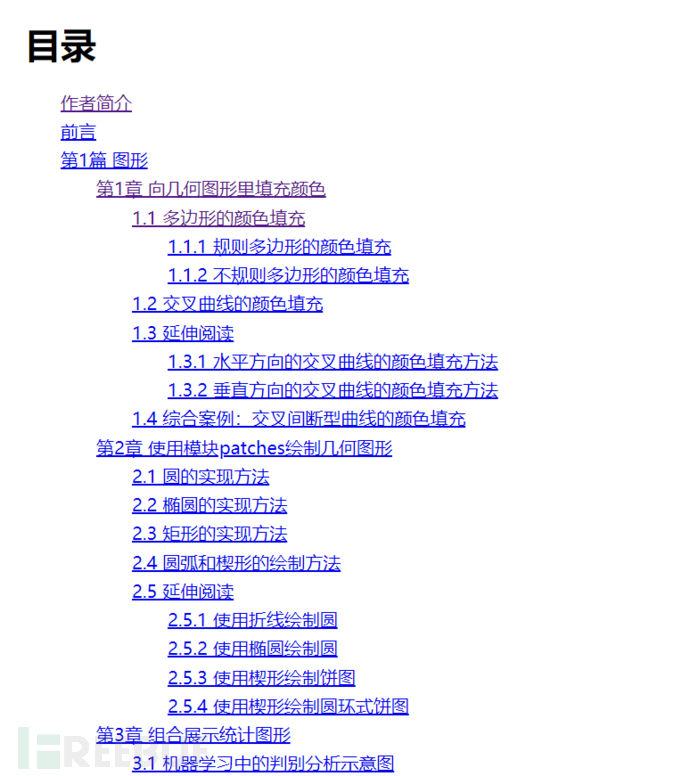 目录
作者简介
前言
第1篇 图形
第1章 向几何图形里填充颜色
1.1 多边形的颜色填充
1.1.1 规则多边形的颜色填充
1.1.2 不规则多边形的颜色填充
1.2 交叉曲线的颜色填充
1.3 延伸阅读
1.3.1 水平方向的交叉曲线的颜色填充方法
1.3.2 垂直方向的交叉曲线的颜色填充方法
1.4 综合案例：交叉间断型曲线的颜色填充
第2章 使用模块patches绘制几何图形
2.1 圆的实现方法
2.2 椭圆的实现方法
2.3 矩形的实现方法
2.4 圆弧和楔形的绘制方法
2.5 延伸阅读
2.5.1 使用折线绘制圆
2.5.2 使用椭圆绘制圆
2.5.3 使用楔形绘制饼图
2.5.4 使用楔形绘制圆环式饼图
第3章 组合展示统计图形
FREEBUF
3.1 机器学习中的判别分析示意图